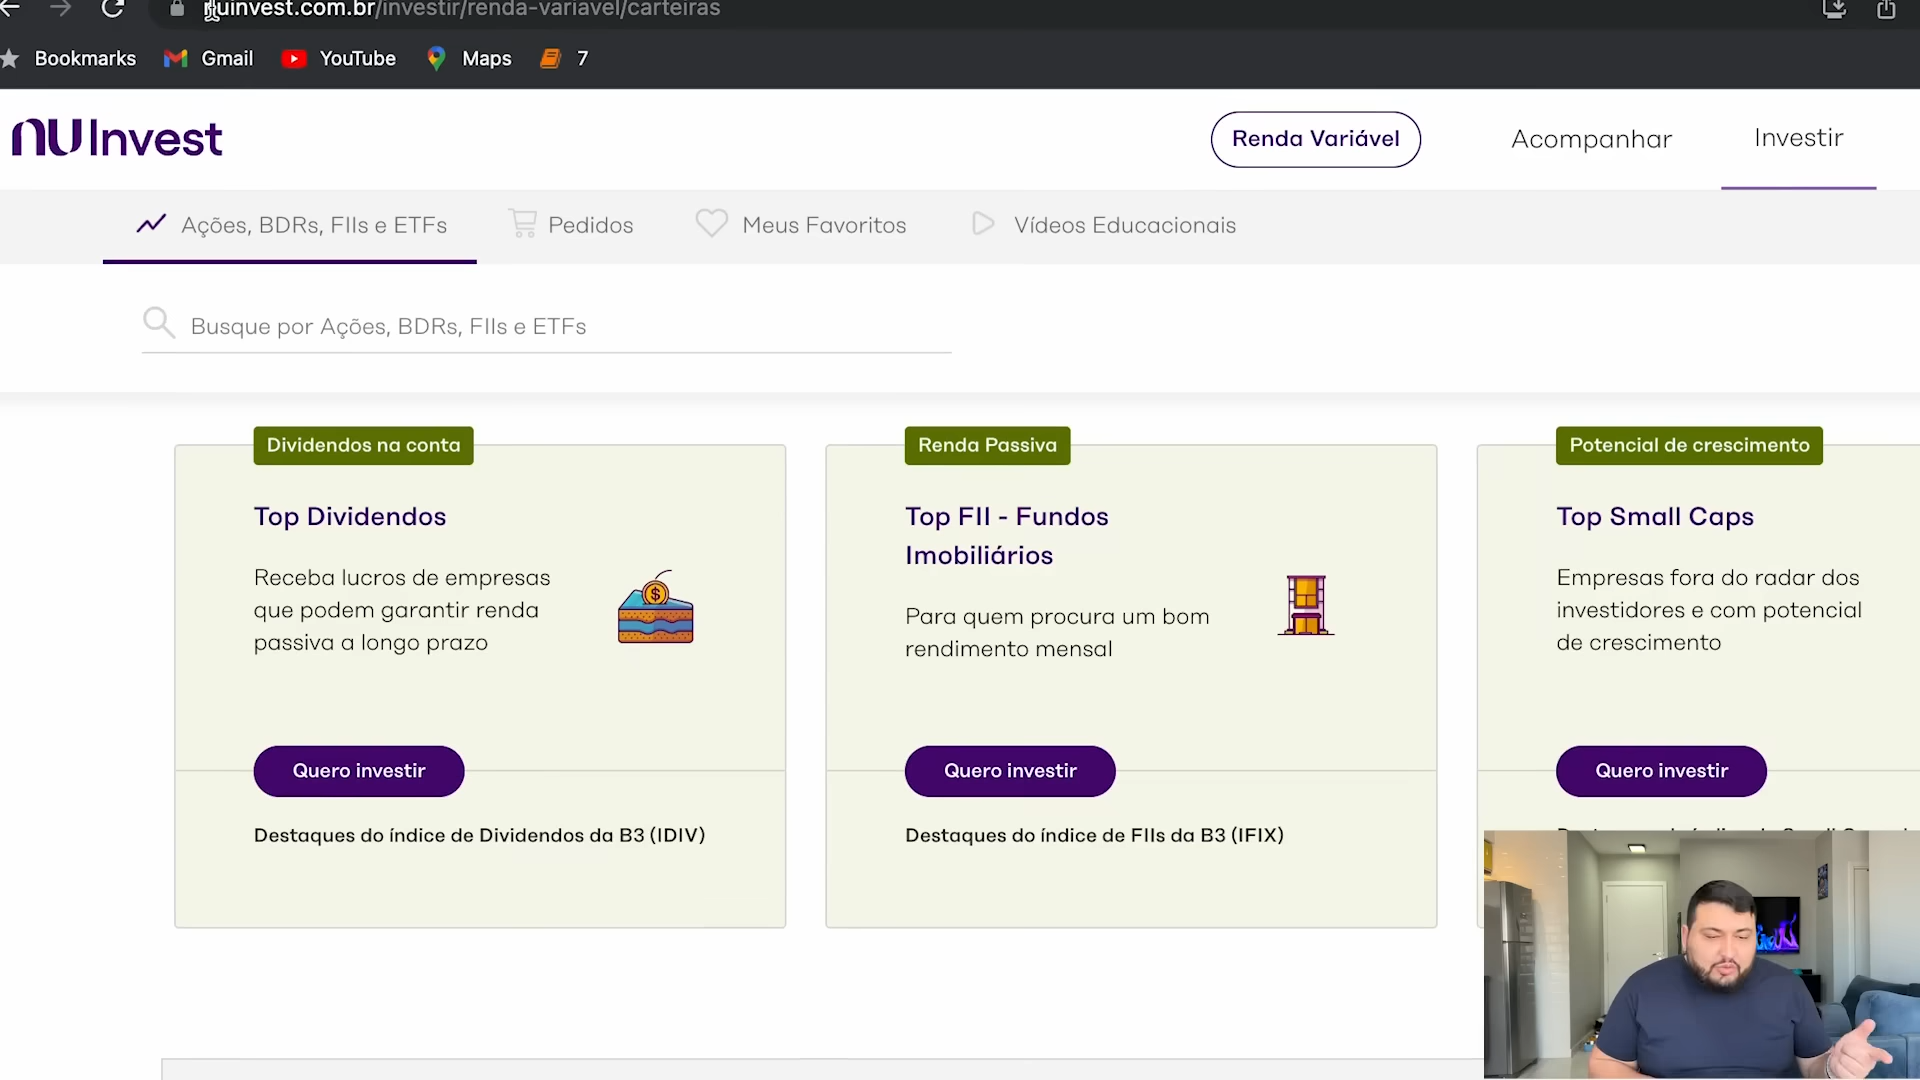 nuinvest.com.br/investir/renda-variavel/carteiras
Bookmarks
Gmail
YouTube
Maps
7
nuInvest
Renda Variável
Acompanhar
Investir
Ações, BDRs, FIIs e ETFs
Pedidos
Meus Favoritos
Vídeos Educacionais
Busque por Ações, BDRs, FIIs e ETFs
Dividendos na conta
Top Dividendos
Receba lucros de empresas
que podem garantir renda
passiva a longo prazo
$
Quero investir
Destaques do índice de Dividendos da B3 (IDIV)
Renda Passiva
Top FII - Fundos
Imobiliários
Para quem procura um bom
rendimento mensal
Quero investir
Destaques do índice de FIIs da B3 (IFIX)
Potencial de crescimento
Top Small Caps
Empresas fora do radar dos
investidores e com potencial
de crescimento
Quero investir